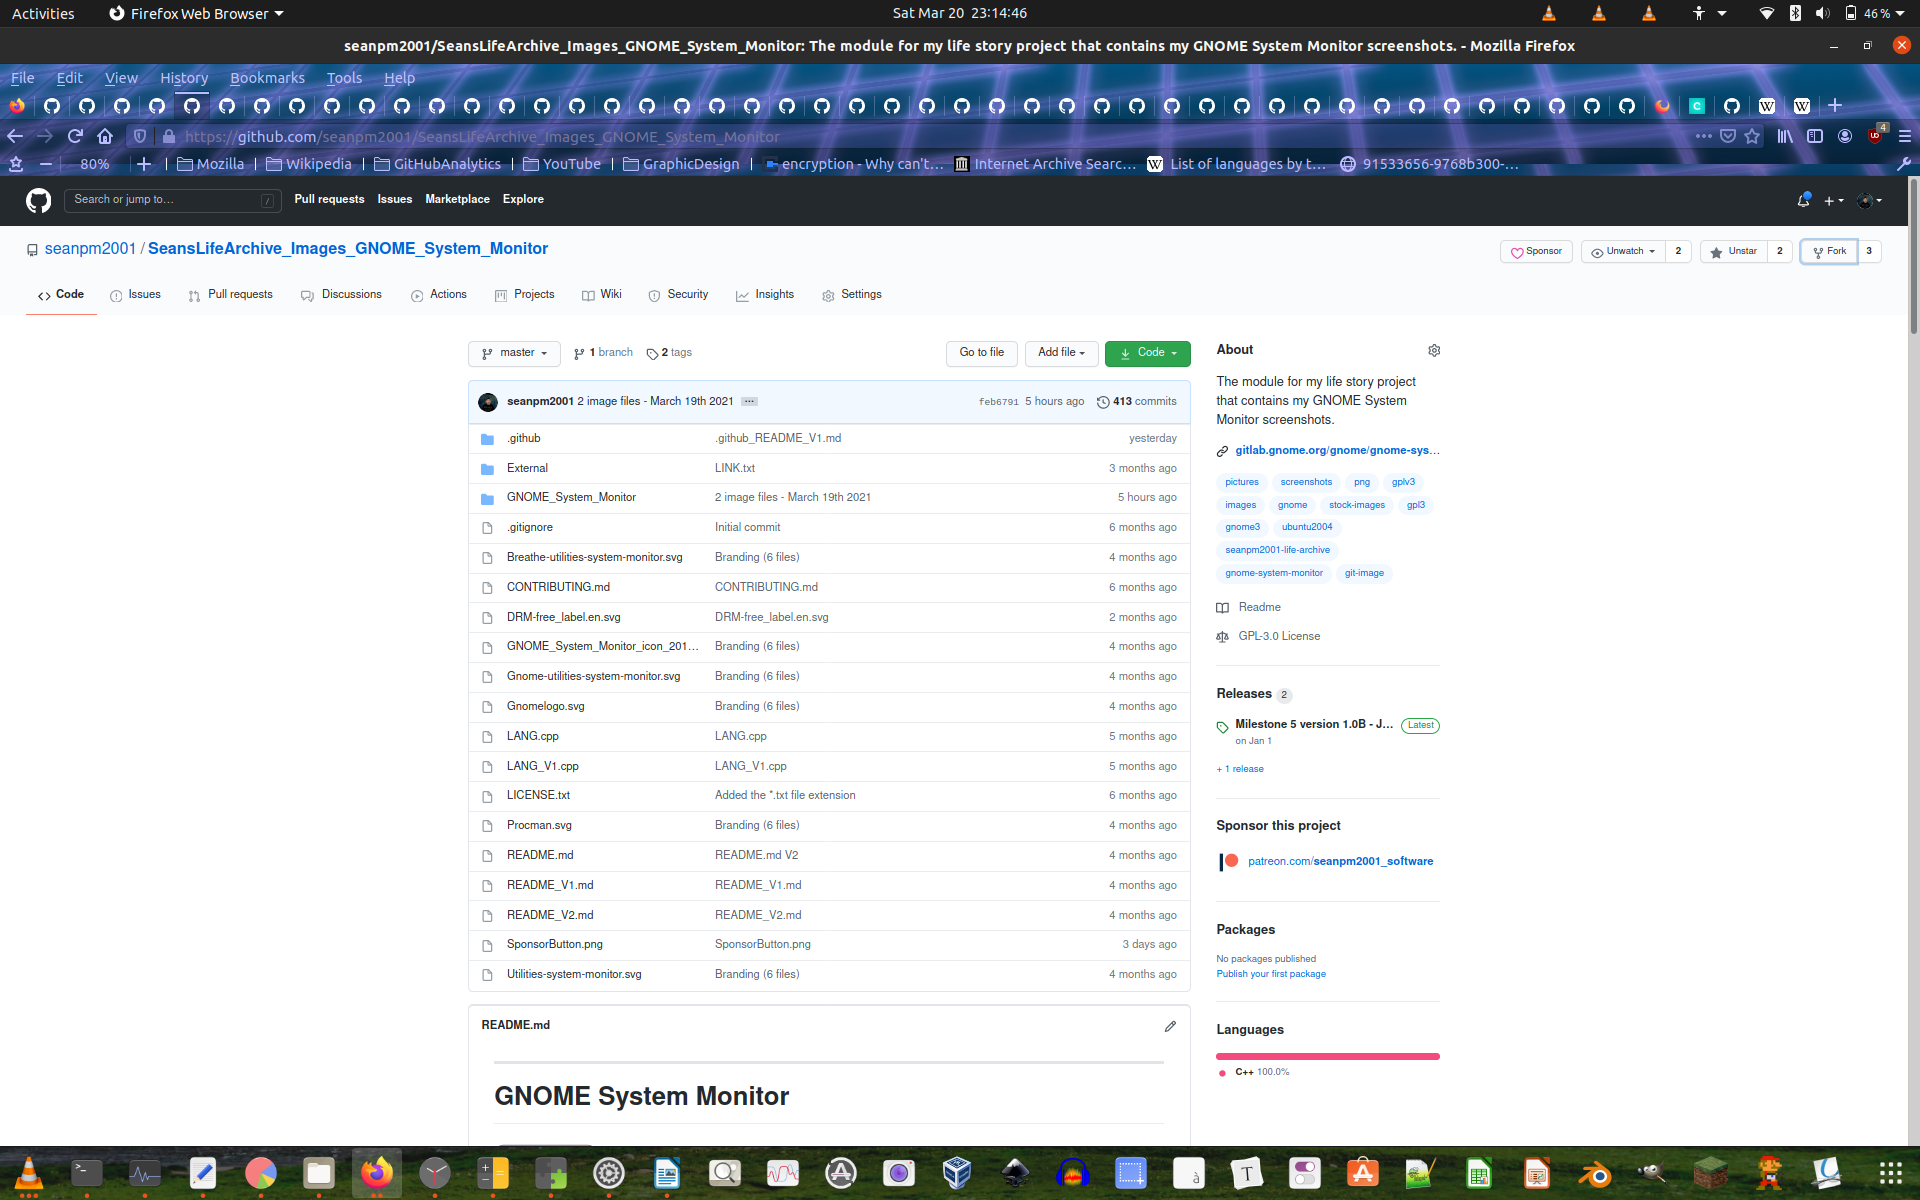 Activities
Firefox Web Browser
Sat Mar 20 23:14:46
46 %
seanpm2001/SeansLifeArchive_Images_GNOME_System_Monitor: The module for my life story project that contains my GNOME System Monitor screenshots. - Mozilla Firefox
File Edit View History Bookmarks Tools Help
https://github.com/seanpm2001/SeansLifeArchive_Images_GNOME_System_Monitor
4
80%
Mozilla
Wikipedia
GitHubAnalytics
YouTube
GraphicDesign
encryption - Why can't…
Internet Archive Searc…
List of languages by t…
91533656-9768b300-…
Search or jump to…
/
Pull requests
Issues
Marketplace
Explore
seanpm2001 / SeansLifeArchive_Images_GNOME_System_Monitor
Sponsor
Unwatch 2
Unstar 2
Fork 3
Code
Issues
Pull requests
Discussions
Actions
Projects
Wiki
Security
Insights
Settings
master
1 branch
2 tags
Go to file
Add file
Code
seanpm2001 2 image files - March 19th 2021 ...
feb6791 5 hours ago
413 commits
.github .github_README_V1.md yesterday
External LINK.txt 3 months ago
GNOME_System_Monitor 2 image files - March 19th 2021 5 hours ago
.gitignore Initial commit 6 months ago
Breathe-utilities-system-monitor.svg Branding (6 files) 4 months ago
CONTRIBUTING.md CONTRIBUTING.md 6 months ago
DRM-free_label.en.svg DRM-free_label.en.svg 2 months ago
GNOME_System_Monitor_icon_201… Branding (6 files) 4 months ago
Gnome-utilities-system-monitor.svg Branding (6 files) 4 months ago
Gnomelogo.svg Branding (6 files) 4 months ago
LANG.cpp LANG.cpp 5 months ago
LANG_V1.cpp LANG_V1.cpp 5 months ago
LICENSE.txt Added the *.txt file extension 6 months ago
Procman.svg Branding (6 files) 4 months ago
README.md README.md V2 4 months ago
README_V1.md README_V1.md 4 months ago
README_V2.md README_V2.md 4 months ago
SponsorButton.png SponsorButton.png 3 days ago
Utilities-system-monitor.svg Branding (6 files) 4 months ago
README.md
GNOME System Monitor
About
The module for my life story project
that contains my GNOME System
Monitor screenshots.
gitlab.gnome.org/gnome/gnome-sys…
pictures screenshots png gplv3
images gnome stock-images gpl3
gnome3 ubuntu2004
seanpm2001-life-archive
gnome-system-monitor git-image
Readme
GPL-3.0 License
Releases 2
Milestone 5 version 1.0B - J… Latest
on Jan 1
+ 1 release
Sponsor this project
patreon.com/seanpm2001_software
Packages
No packages published
Publish your first package
Languages
C++ 100.0%